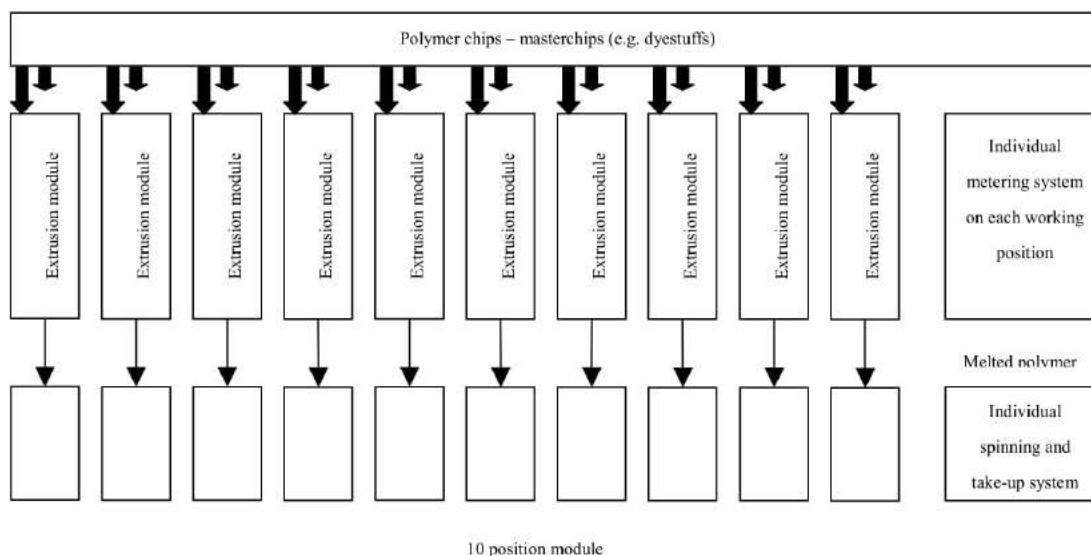 Polymer chips – masterchips (e.g. dyestuffs)
Extrusion module
Extrusion module
Extrusion module
Extrusion module
Extrusion module
Extrusion module
Extrusion module
Extrusion module
Extrusion module
Extrusion module
Individual
metering system
on each working
position
Melted nolvmer
Individual
spinning and
take-up system
10 position module